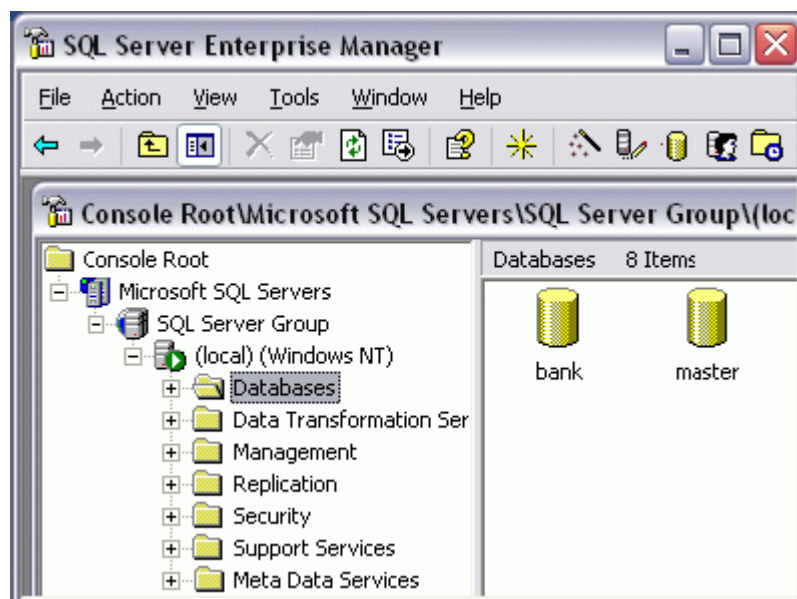 SQL Server Enterprise Manager
File Action View Tools Window Help
Console Root\Microsoft SQL Servers\SQL Server Group\(loc
Console Root
Databases 8 Items
Microsoft SQL Servers
SQL Server Group
(local) (Windows NT)
Databases
Data Transformation Ser
Management
Replication
Security
Support Services
Meta Data Services
bank master